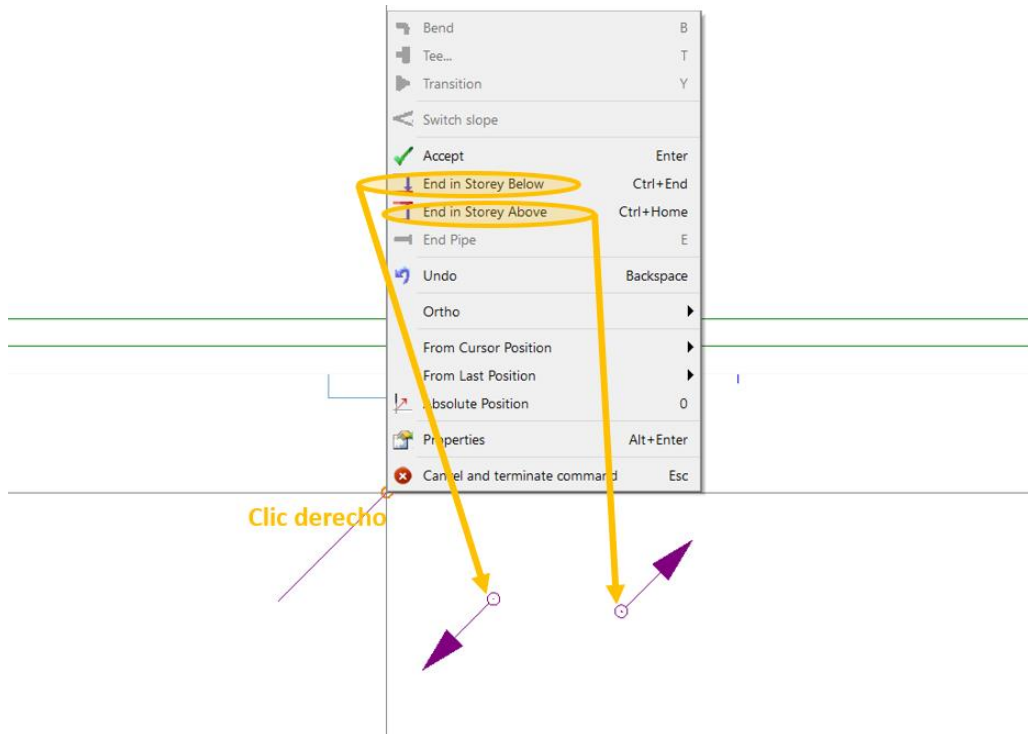 Bend B
Tee... T
Transition Y
Switch slope
Accept Enter
End in Storey Below Ctrl+End
End in Storey Above Ctrl+Home
End Pipe E
Undo Backspace
Ortho
From Cursor Position
From Last Position
Absolute Position 0
Properties Alt+Enter
Cancel and terminate command Esc
Clic derecho